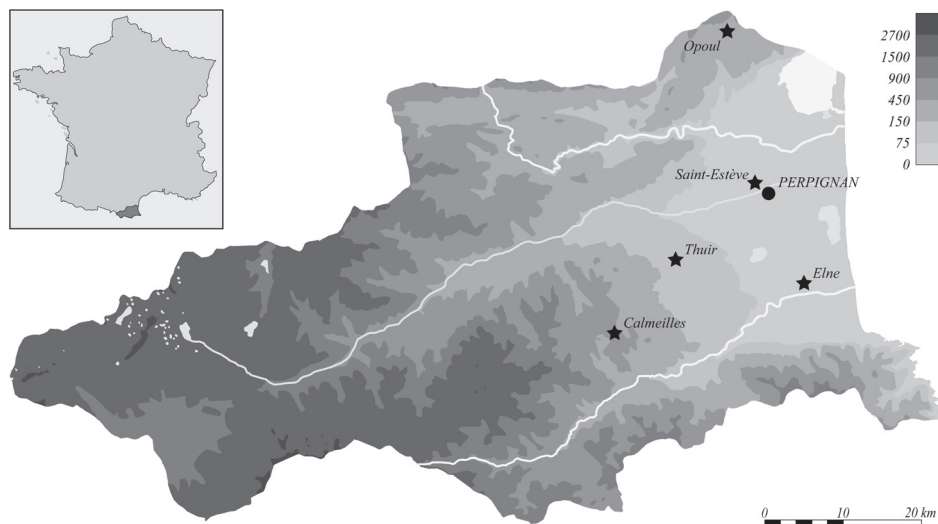 Opoul
2700
1500
900
450
150
75
0
Saint-Estève
PERPIGNAN
Thuir
Elne
Calmeilles
0 10 20 km